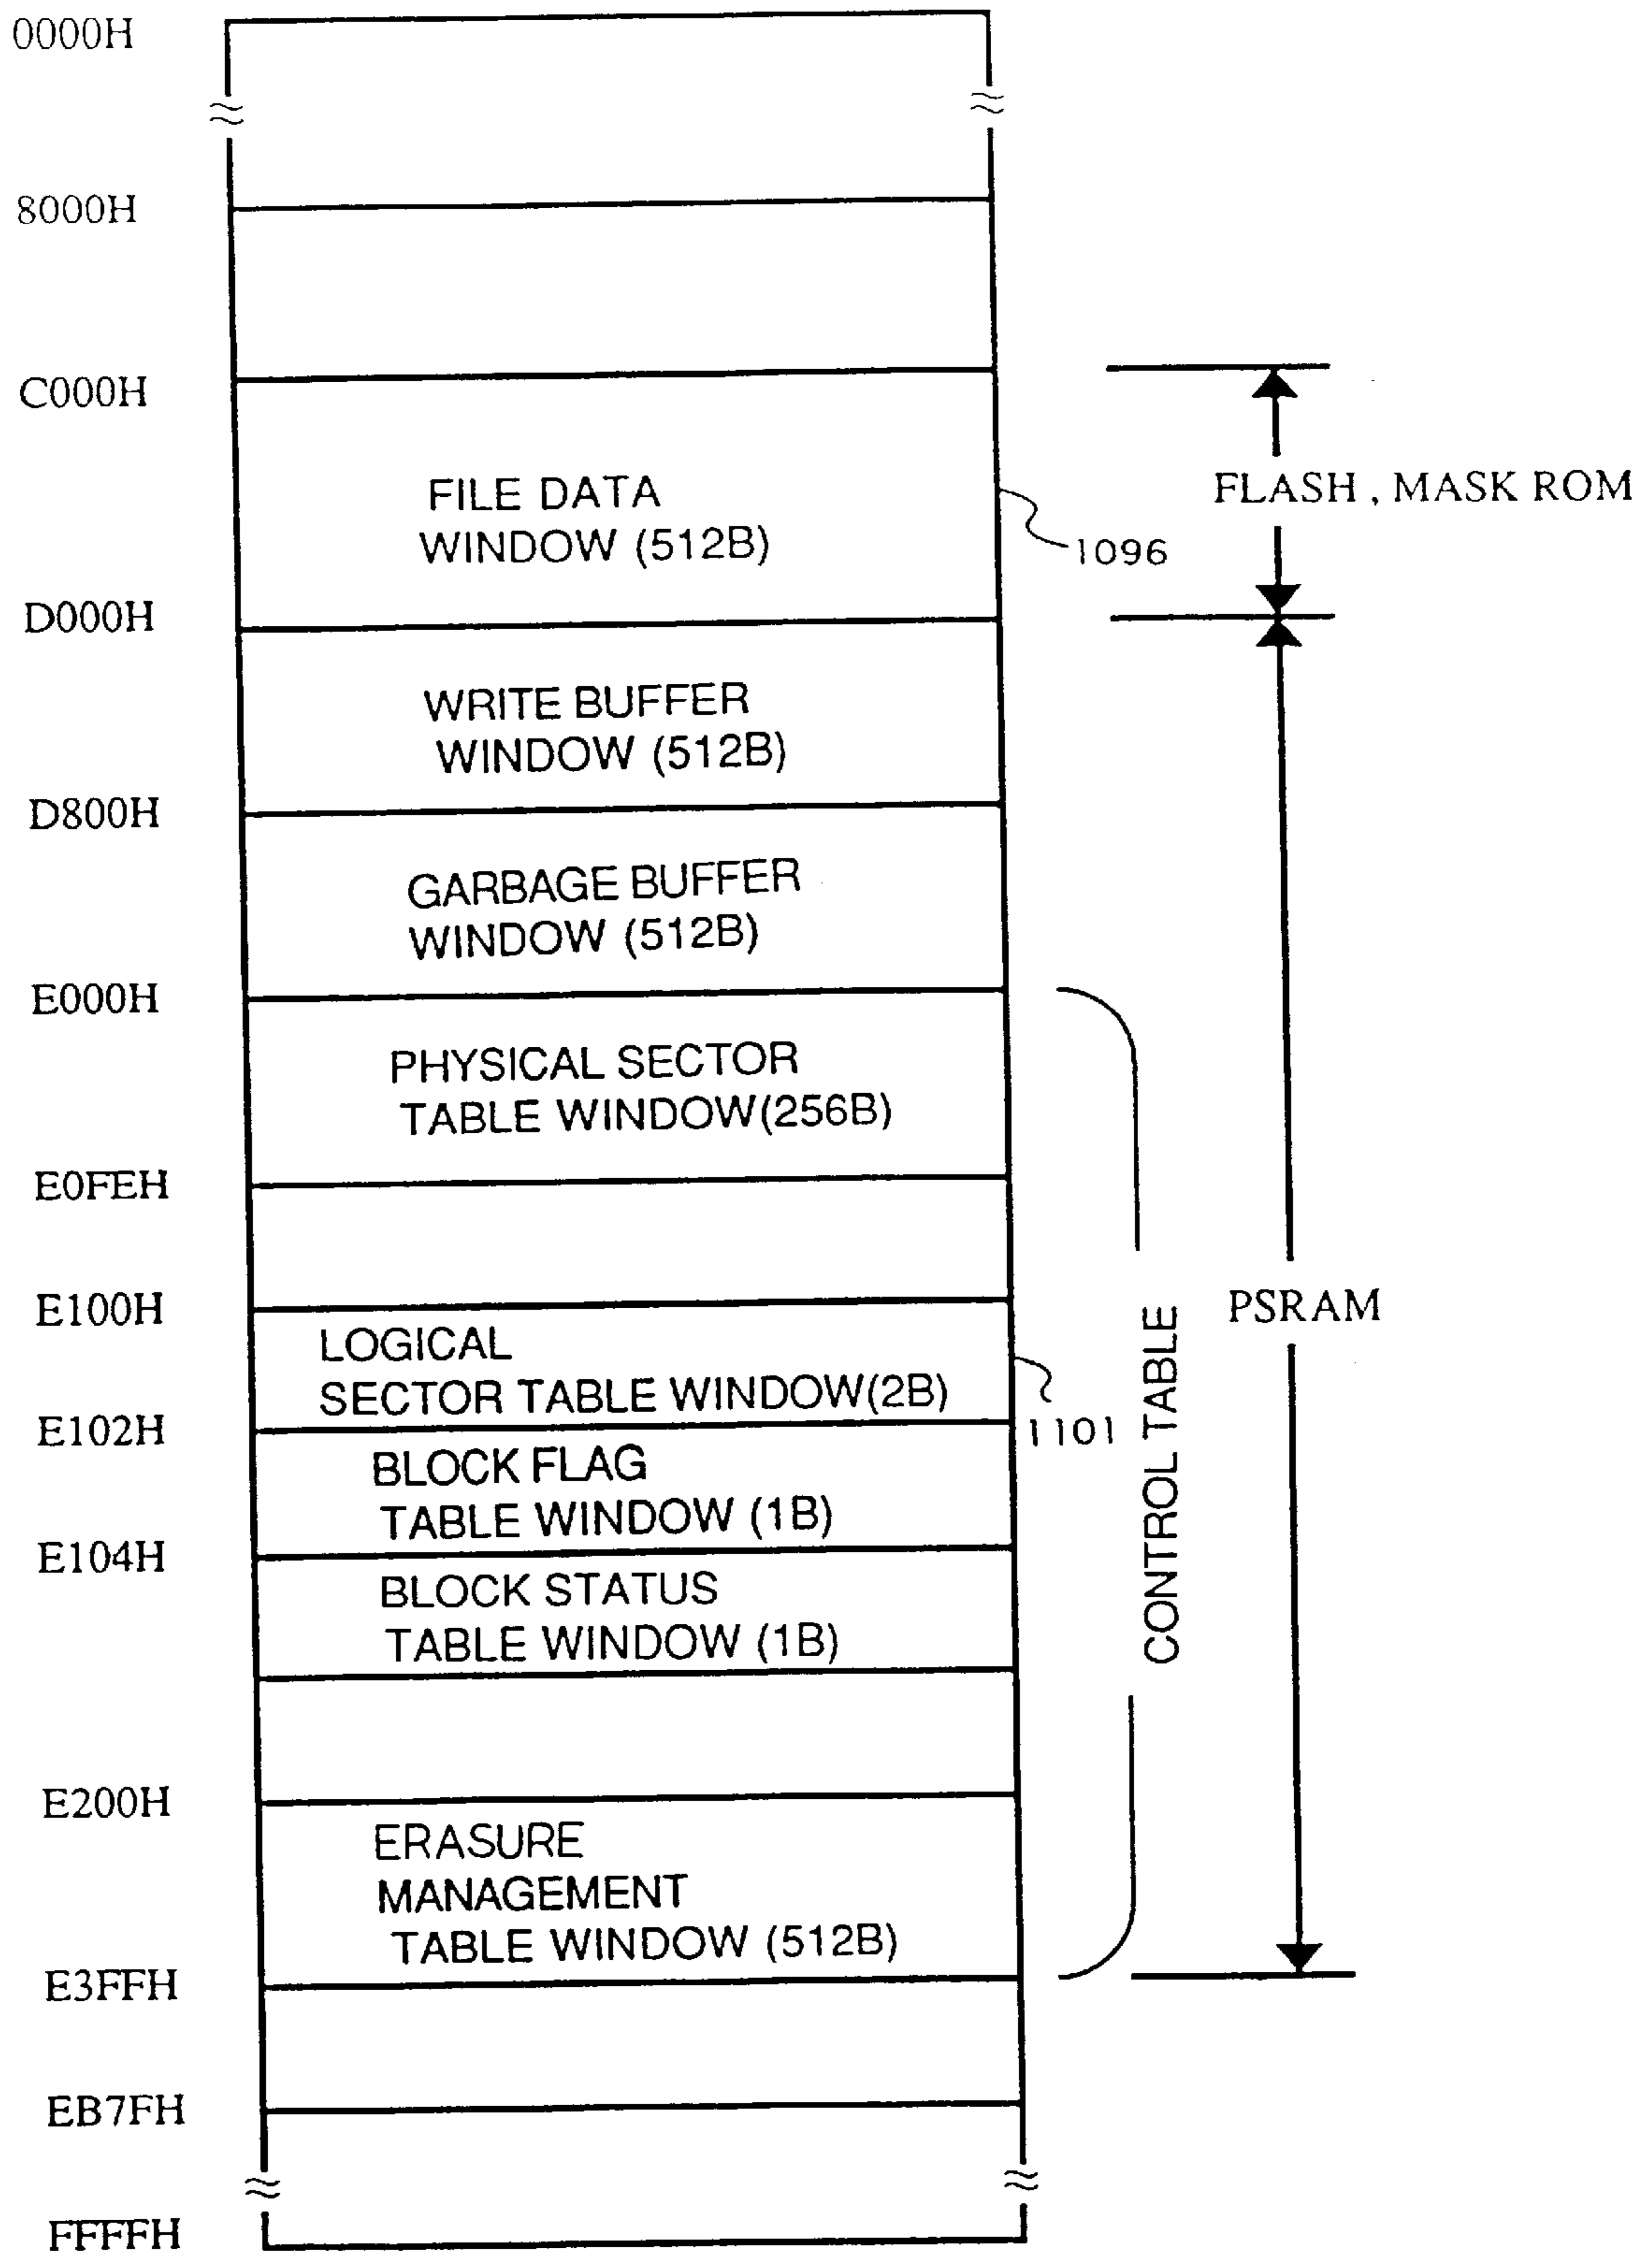 0000H
8000H
C000H
FILE DATA
WINDOW (512B)
1096
FLASH , MASK ROM
D000H
WRITE BUFFER
WINDOW (512B)
D800H
GARBAGE BUFFER
WINDOW (512B)
E000H
PHYSICAL SECTOR
TABLE WINDOW(256B)
E0FEH
E100H
LOGICAL
SECTOR TABLE WINDOW(2B)
1101
CONTROL TABLE
PSRAM
E102H
BLOCK FLAG
TABLE WINDOW (1B)
E104H
BLOCK STATUS
TABLE WINDOW (1B)
E200H
ERASURE
MANAGEMENT
TABLE WINDOW (512B)
E3FFH
EB7FH
FFFFH